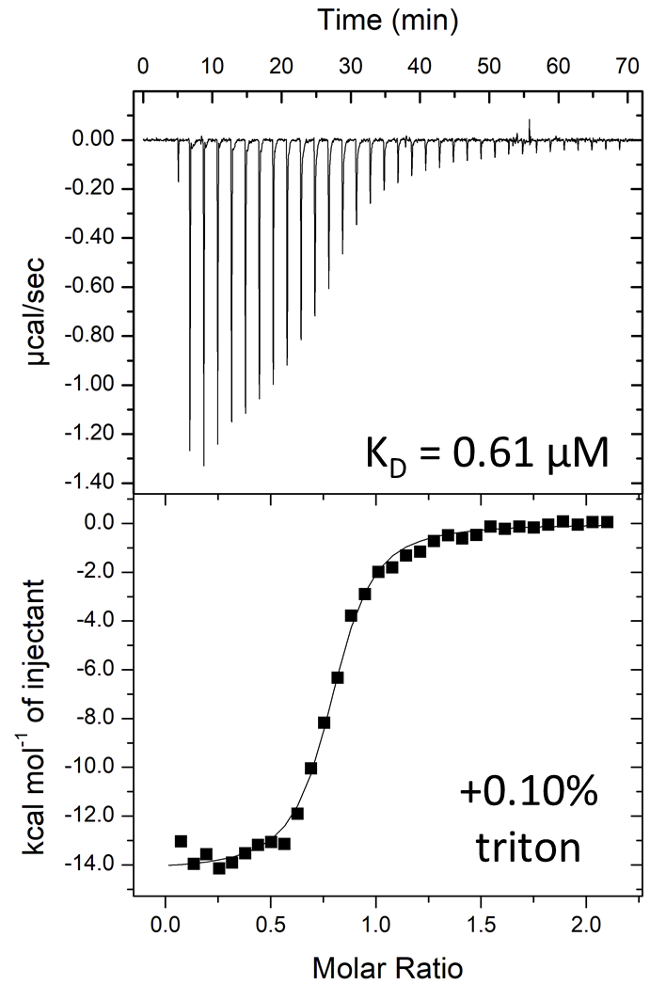 Time (min)
0 10 20 30 40 50 60 70
0.00
-0.20
-0.40
-0.60
-0.80
-1.00
-1.20
-1.40
µcal/sec
K_D = 0.61 µM
0.0
-2.0
-4.0
-6.0
-8.0
-10.0
-12.0
-14.0
kcal mol⁻¹ of injectant
+0.10%
triton
0.0 0.5 1.0 1.5 2.0
Molar Ratio